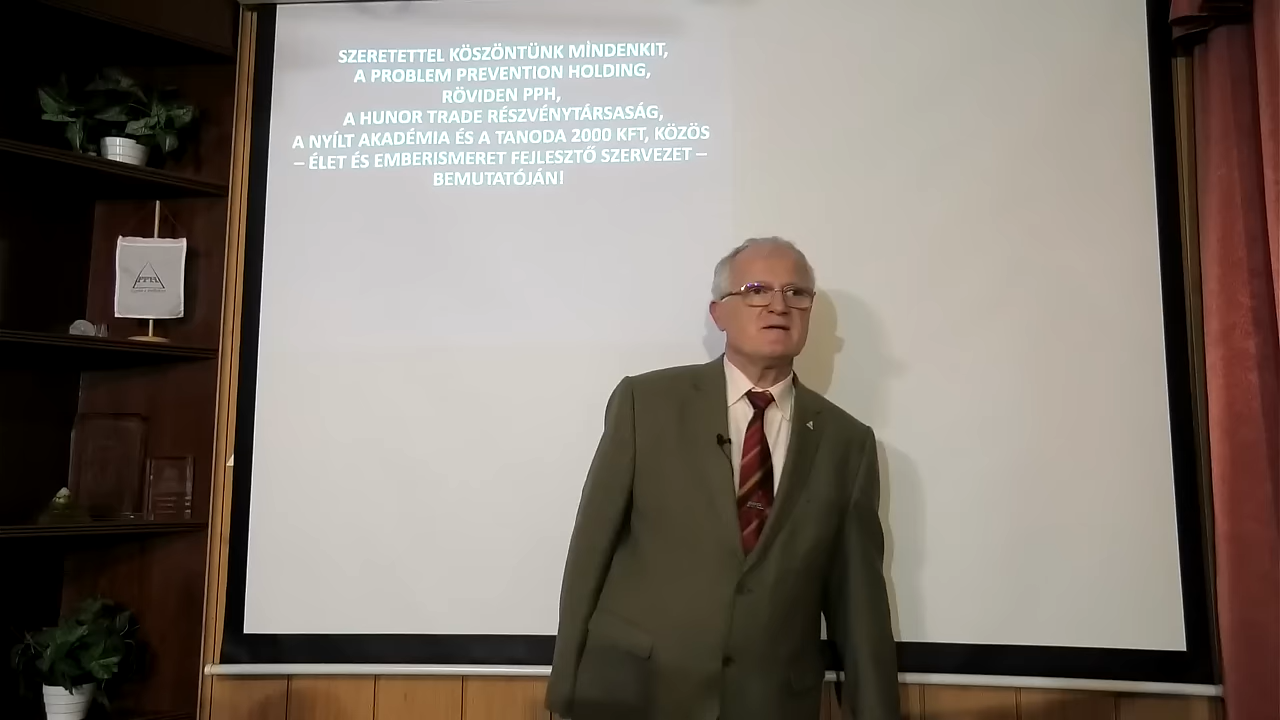 SZERETETTEL KÖSZÖNTÜNK MINDENKIT,
A PROBLEM PREVENTION HOLDING,
RÖVIDEN PPH,
A HUNOR TRADE RÉSZVÉNYTÁRSASÁG,
A NYÍLT AKADÉMIA ÉS A TANODA 2000 KFT, KÖZÖS
– ÉLET ÉS EMBERISMERET FEJLESZTŐ SZERVEZET –
BEMUTATÓJÁN!